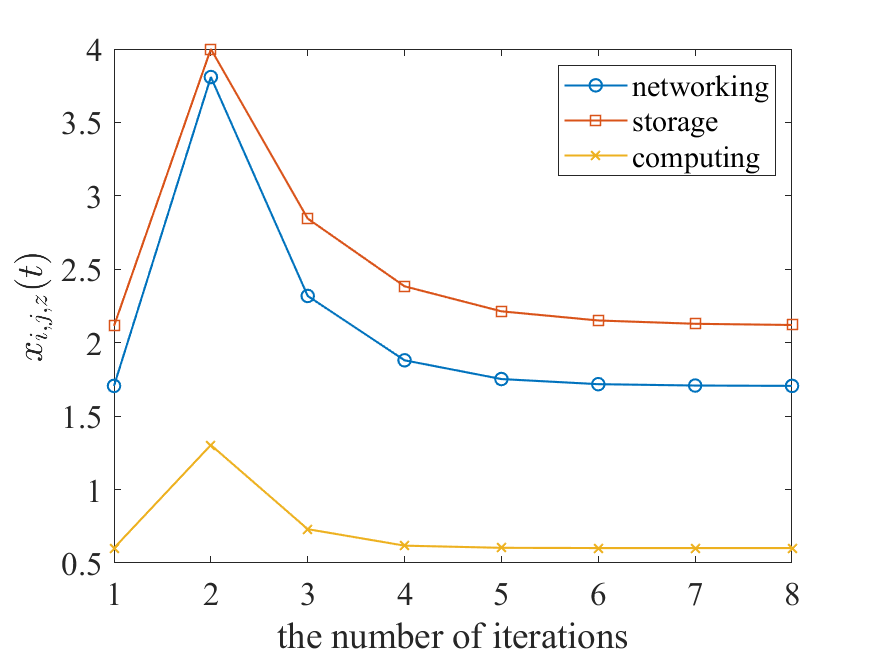 4
3.5
3
2.5
2
1.5
1
0.5
1 2 3 4 5 6 7 8
x_{i,j,z}(t)
the number of iterations
networking
storage
computing